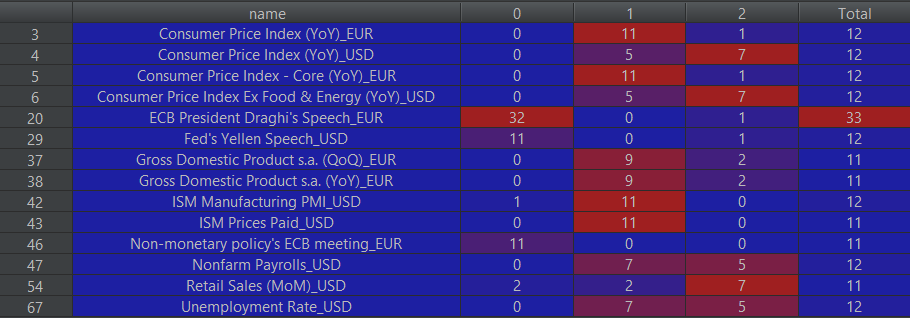 name 0 1 2 Total
3 Consumer Price Index (YoY)_EUR 0 11 1 12
4 Consumer Price Index (YoY)_USD 0 5 7 12
5 Consumer Price Index - Core (YoY)_EUR 0 11 1 12
6 Consumer Price Index Ex Food & Energy (YoY)_USD 0 5 7 12
20 ECB President Draghi's Speech_EUR 32 0 1 33
29 Fed's Yellen Speech_USD 11 0 1 12
37 Gross Domestic Product s.a. (QoQ)_EUR 0 9 2 11
38 Gross Domestic Product s.a. (YoY)_EUR 0 9 2 11
42 ISM Manufacturing PMI_USD 1 11 0 12
43 ISM Prices Paid_USD 0 11 0 11
46 Non-monetary policy's ECB meeting_EUR 11 0 0 11
47 Nonfarm Payrolls_USD 0 7 5 12
54 Retail Sales (MoM)_USD 2 2 7 11
67 Unemployment Rate_USD 0 7 5 12